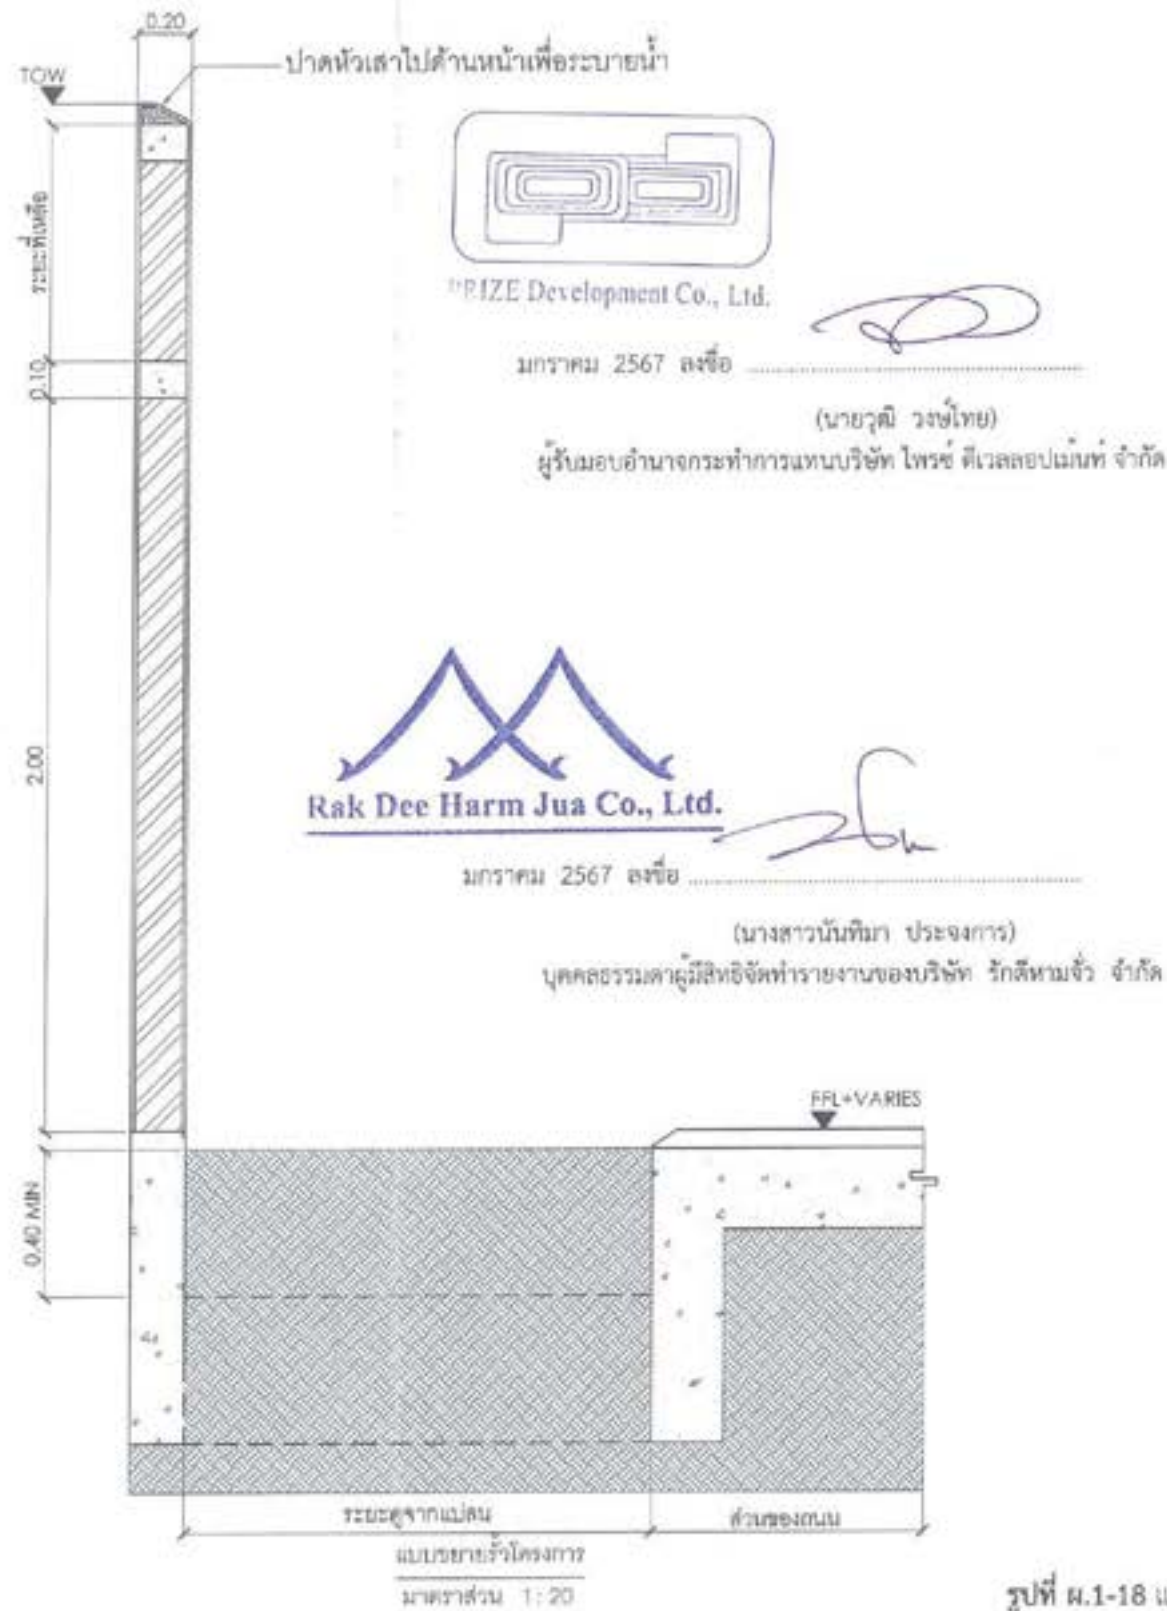 0.20
ปาดหัวเสาไปด้านหน้าเพื่อระบายน้ำ
TOW
ระยะที่เหลือ
PRIZE Development Co., Ltd.
มกราคม 2567 ลงชื่อ
0.10
(นายวุฒิ วงษ์ไทย)
ผู้รับมอบอำนาจกระทำการแทนบริษัท ไพรซ์ ดีเวลลอปเม้นท์ จำกัด
2.00
Rak Dee Harm Jua Co., Ltd.
มกราคม 2567 ลงชื่อ
(นางสาวนันทิมา ประจงการ)
บุคคลธรรมดาผู้มีสิทธิจัดทำรายงานของบริษัท รักดีหามจั่ว จำกัด
FFL+VARIES
0.40 MIN
ระยะดูจากแปลน
ส่วนของถนน
แบบขยายรั้วโครงการ
มาตราส่วน 1:20
รูปที่ ผ.1-18